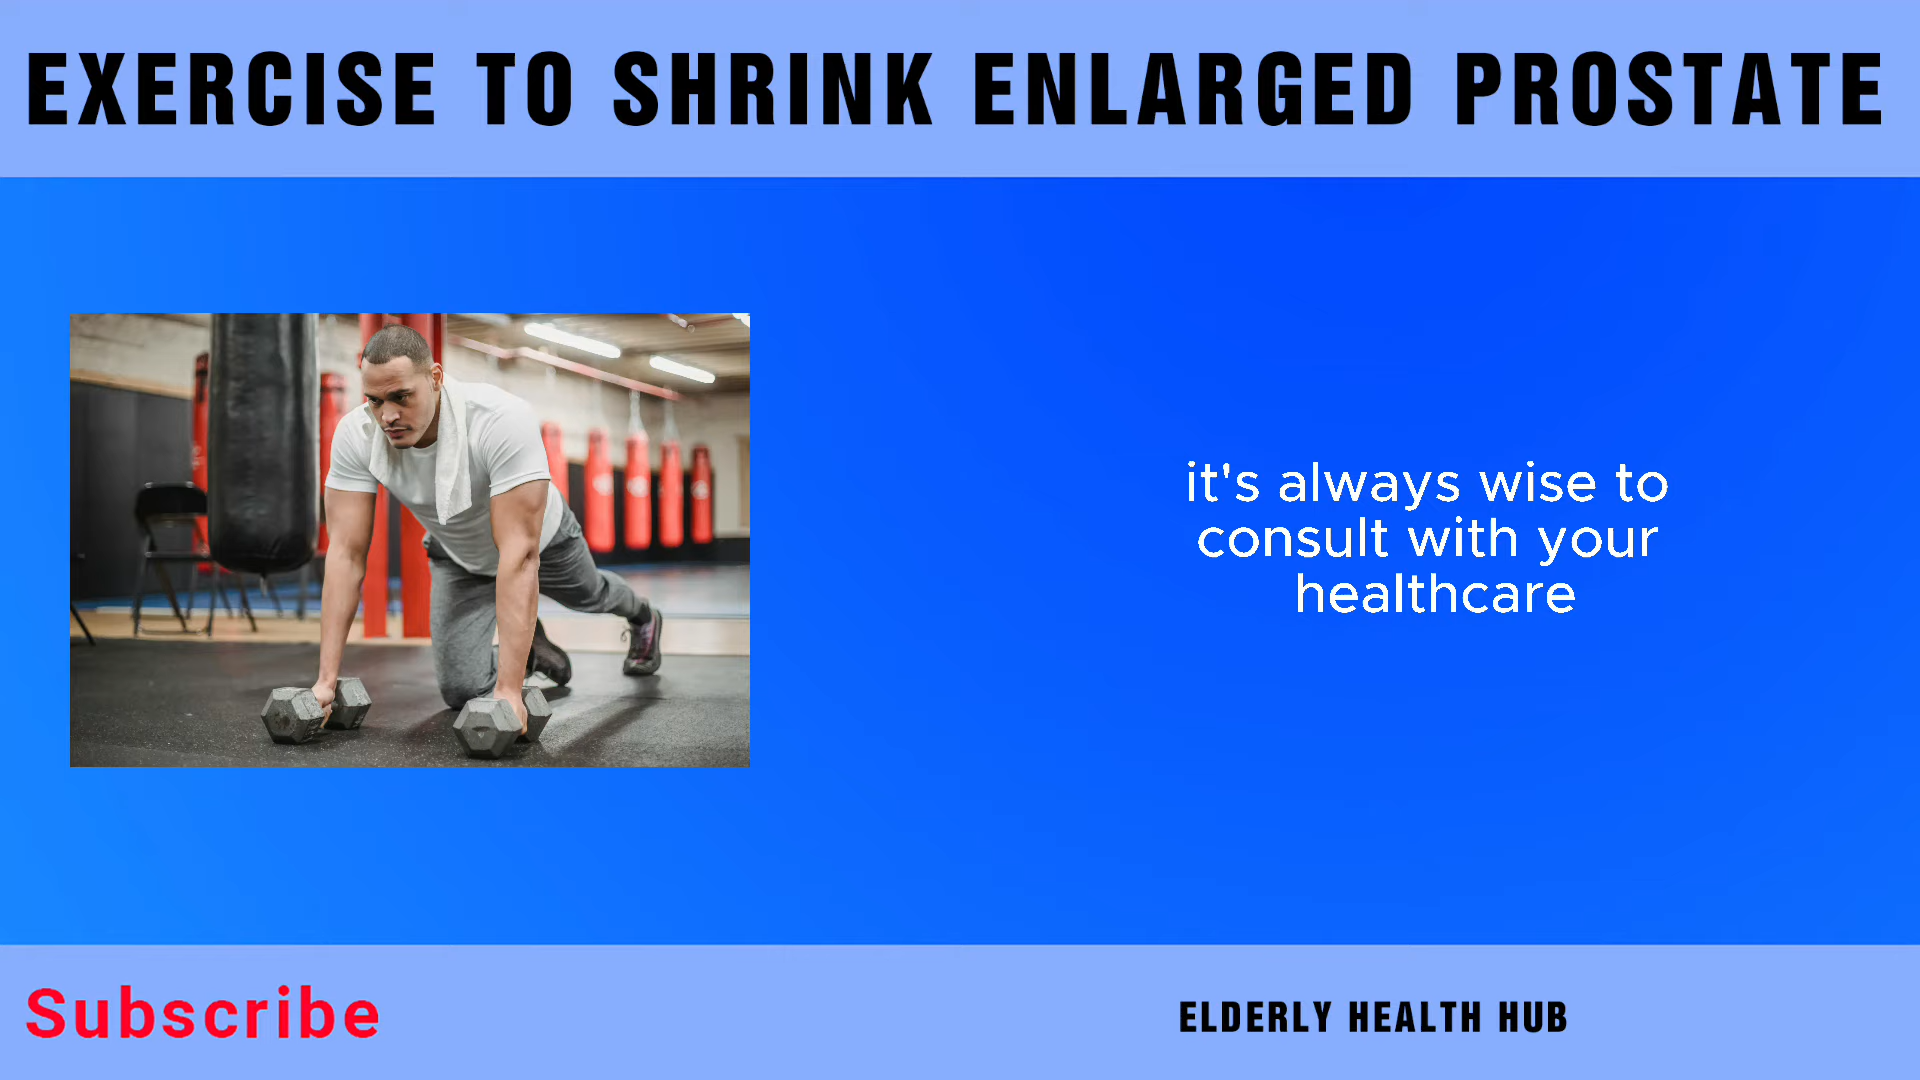 EXERCISE TO SHRINK ENLARGED PROSTATE
it's always wise to
consult with your
healthcare
Subscribe
ELDERLY HEALTH HUB